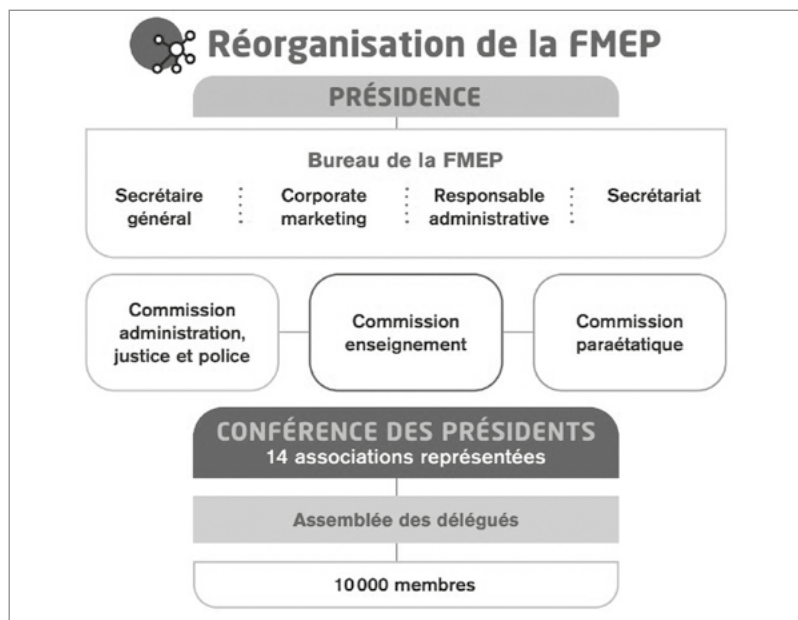 Réorganisation de la FMEP
PRÉSIDENCE
Bureau de la FMEP
Secrétaire
général
Corporate
marketing
Responsable
administrative
Secrétariat
Commission
administration,
justice et police
Commission
enseignement
Commission
paraétatique
CONFÉRENCE DES PRÉSIDENTS
14 associations représentées
Assemblée des délégués
10 000 membres